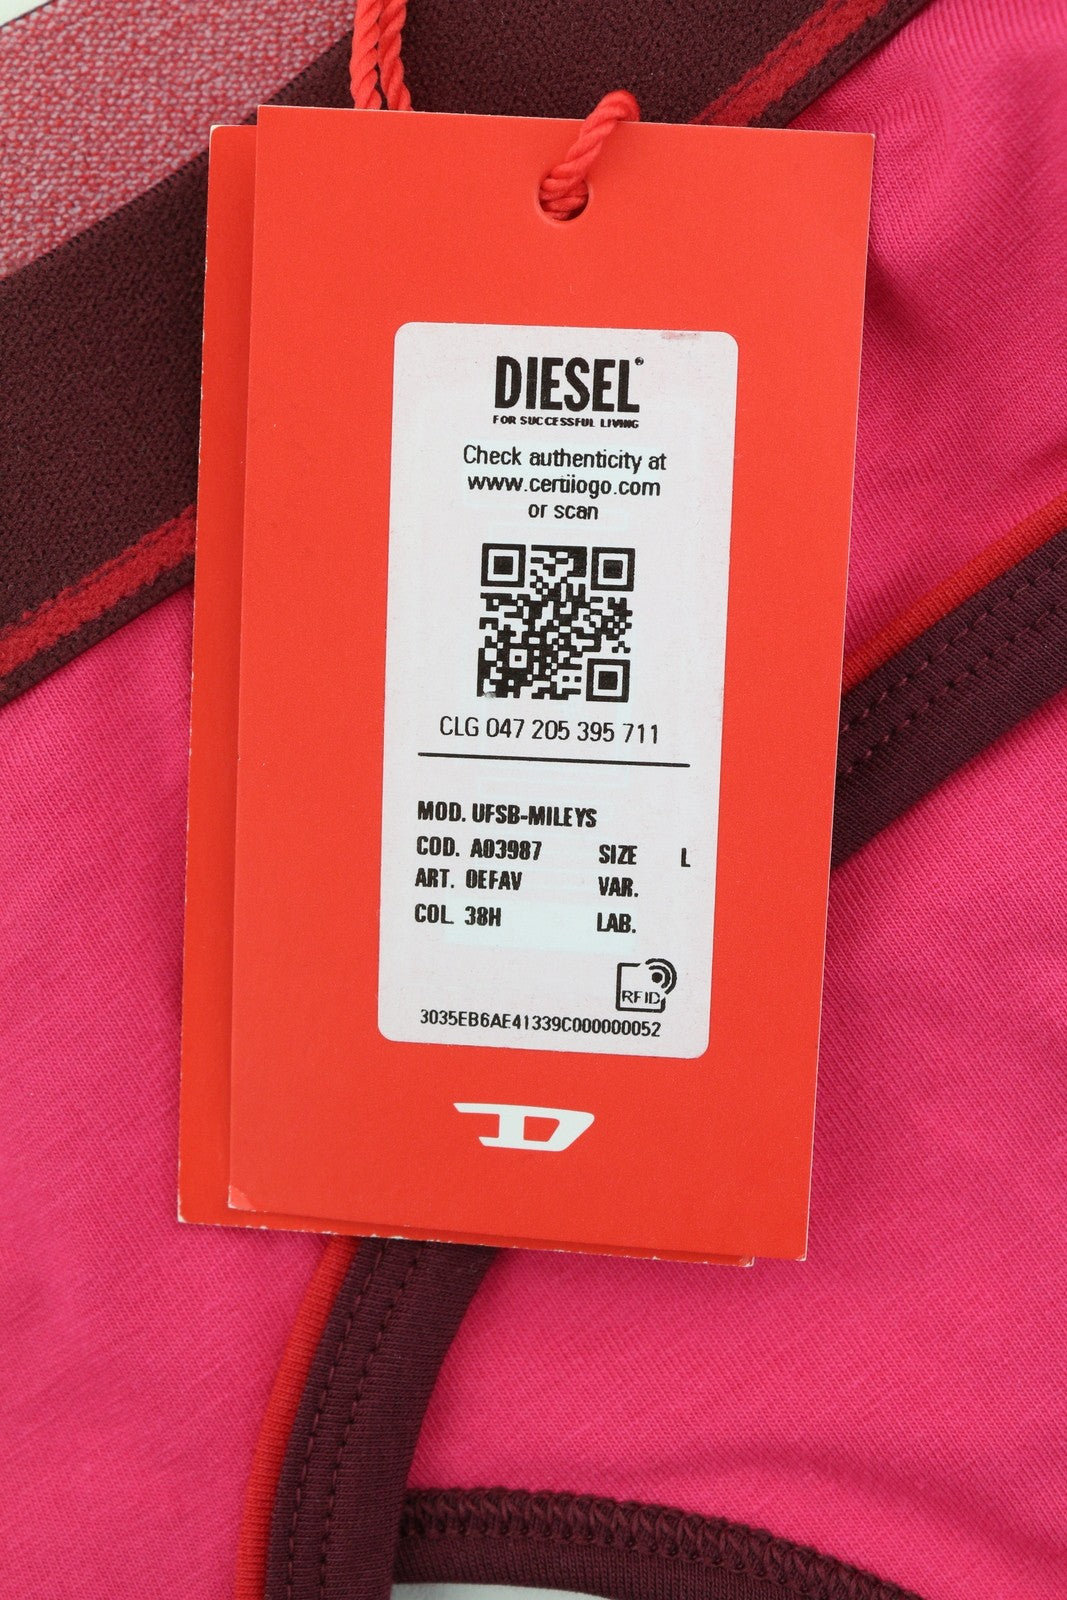 DIESEL®
FOR SUCCESSFUL LIVING
Check authenticity at
www.certilogo.com
or scan
CLG 047 205 395 711
MOD. UFSB-MILEYS
COD. A03987 SIZE L
ART. 0EFAV VAR.
COL. 38H LAB.
RFID
3035EB6AE41339C000000052
D